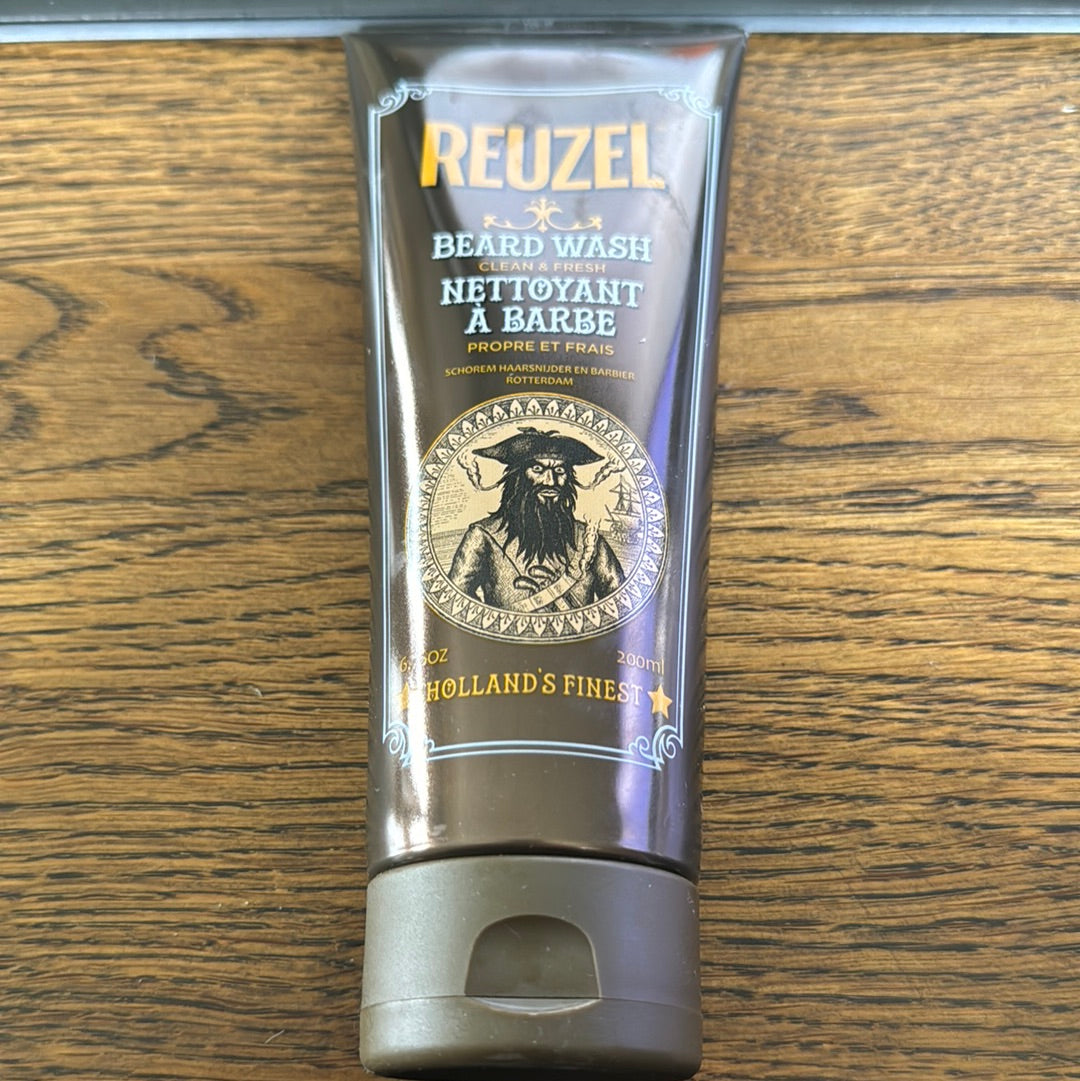 REUZEL
BEARD WASH
CLEAN & FRESH
NETTOYANT
À BARBE
PROPRE ET FRAIS
SCHOREM HAARSNIJDER EN BARBIER
ROTTERDAM
200ml
HOLLAND'S FINEST